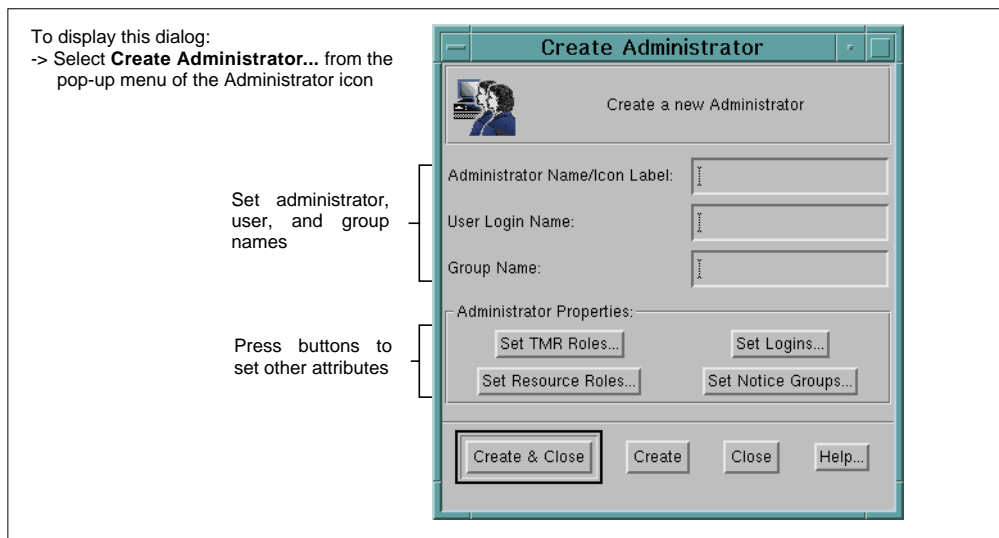 To display this dialog:
-> Select Create Administrator... from the
pop-up menu of the Administrator icon
Create Administrator
Create a new Administrator
Set administrator,
user, and group
names
Administrator Name/Icon Label:
User Login Name:
Group Name:
Press buttons to
set other attributes
Administrator Properties:
Set TMR Roles...
Set Logins...
Set Resource Roles...
Set Notice Groups...
Create & Close
Create
Close
Help...